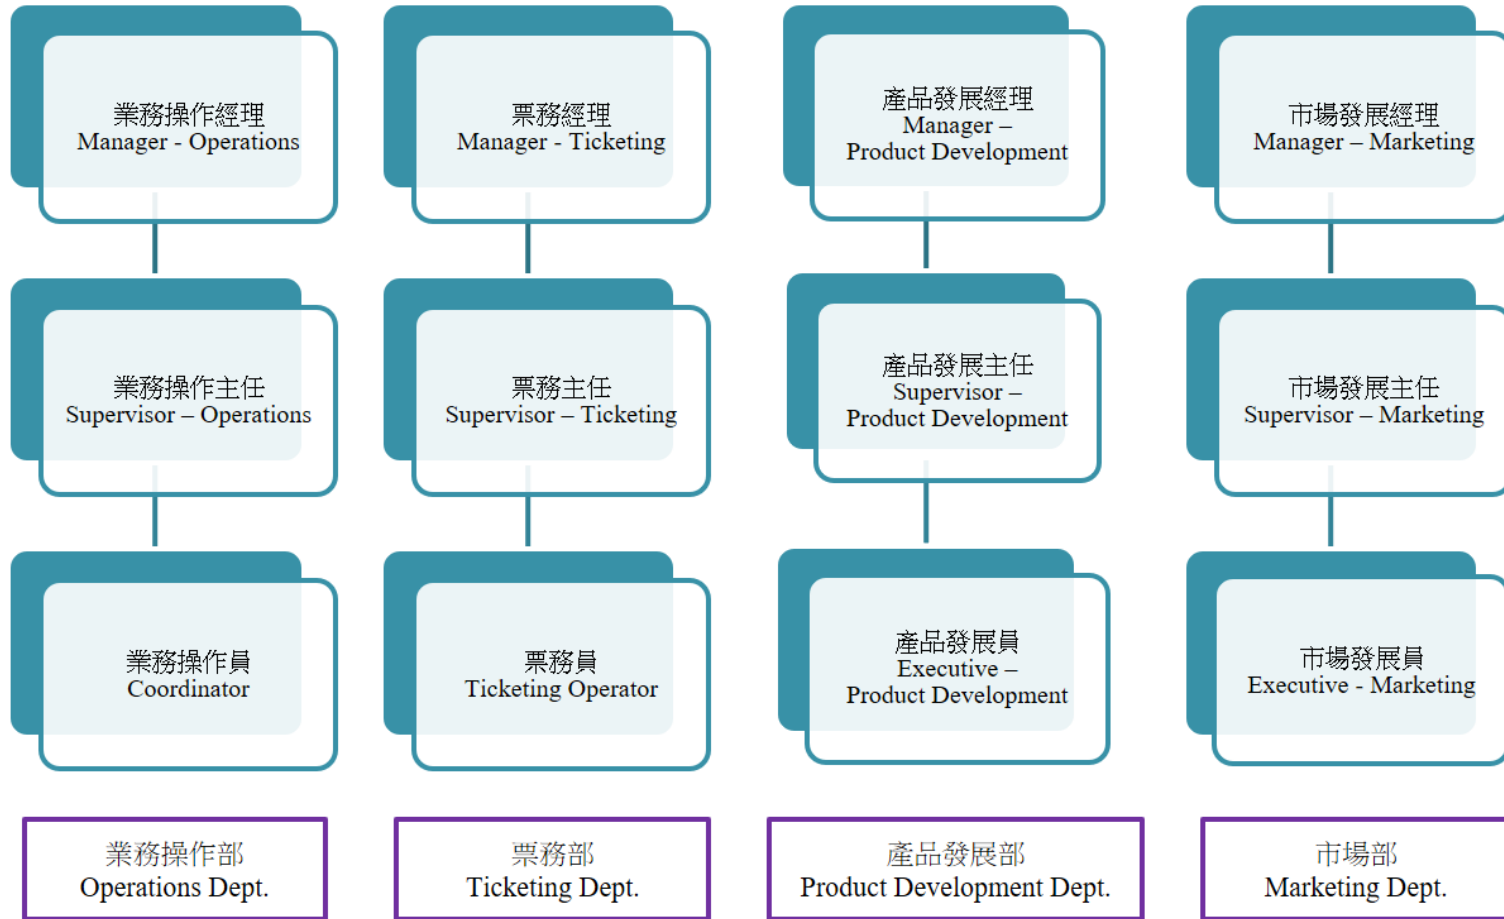 業務操作經理
Manager - Operations
票務經理
Manager - Ticketing
產品發展經理
Manager –
Product Development
市場發展經理
Manager – Marketing
業務操作主任
Supervisor – Operations
票務主任
Supervisor – Ticketing
產品發展主任
Supervisor –
Product Development
市場發展主任
Supervisor – Marketing
業務操作員
Coordinator
票務員
Ticketing Operator
產品發展員
Executive –
Product Development
市場發展員
Executive - Marketing
業務操作部
Operations Dept.
票務部
Ticketing Dept.
產品發展部
Product Development Dept.
市場部
Marketing Dept.